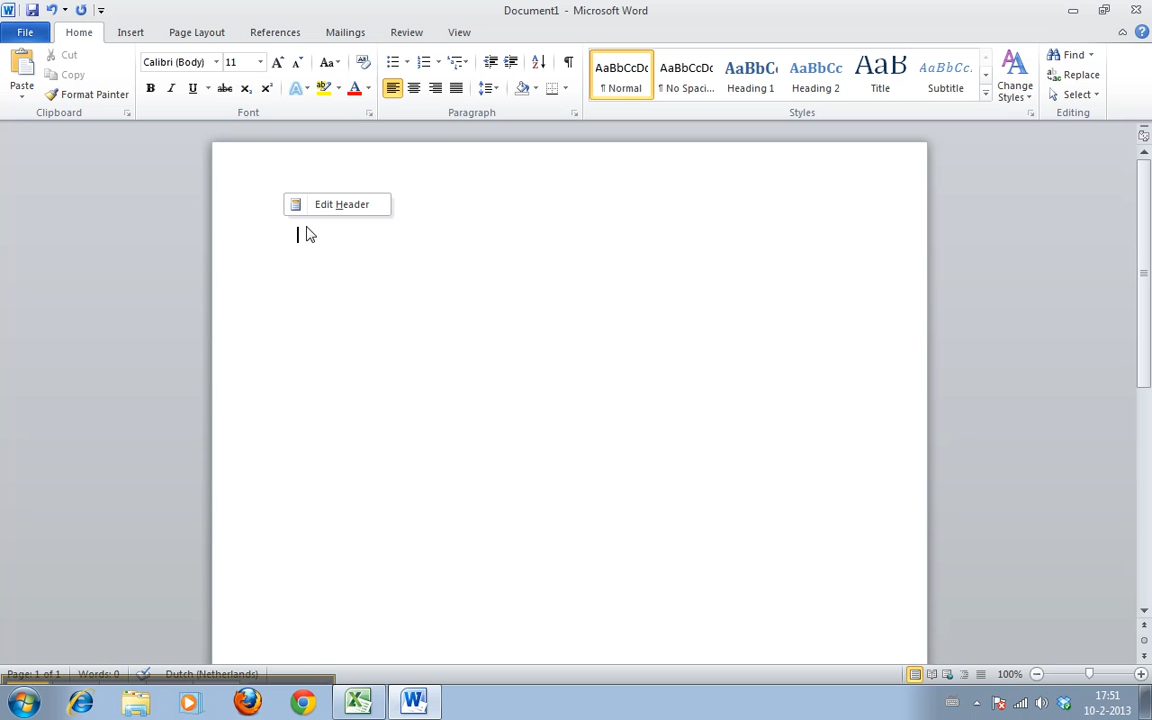 Document1 - Microsoft Word
File Home Insert Page Layout References Mailings Review View
Paste
Cut
Copy
Format Painter
Clipboard
Calibri (Body) 11
Font
Paragraph
AaBbCcDc AaBbCcDc AaBbC AaBbCc AaB AaBbCc.
¶ Normal ¶ No Spaci... Heading 1 Heading 2 Title Subtitle
Change
Styles
Styles
Find
Replace
Select
Editing
Edit Header
Page: 1 of 1 Words: 0 Dutch (Netherlands) 100%
17:51
10-2-2013